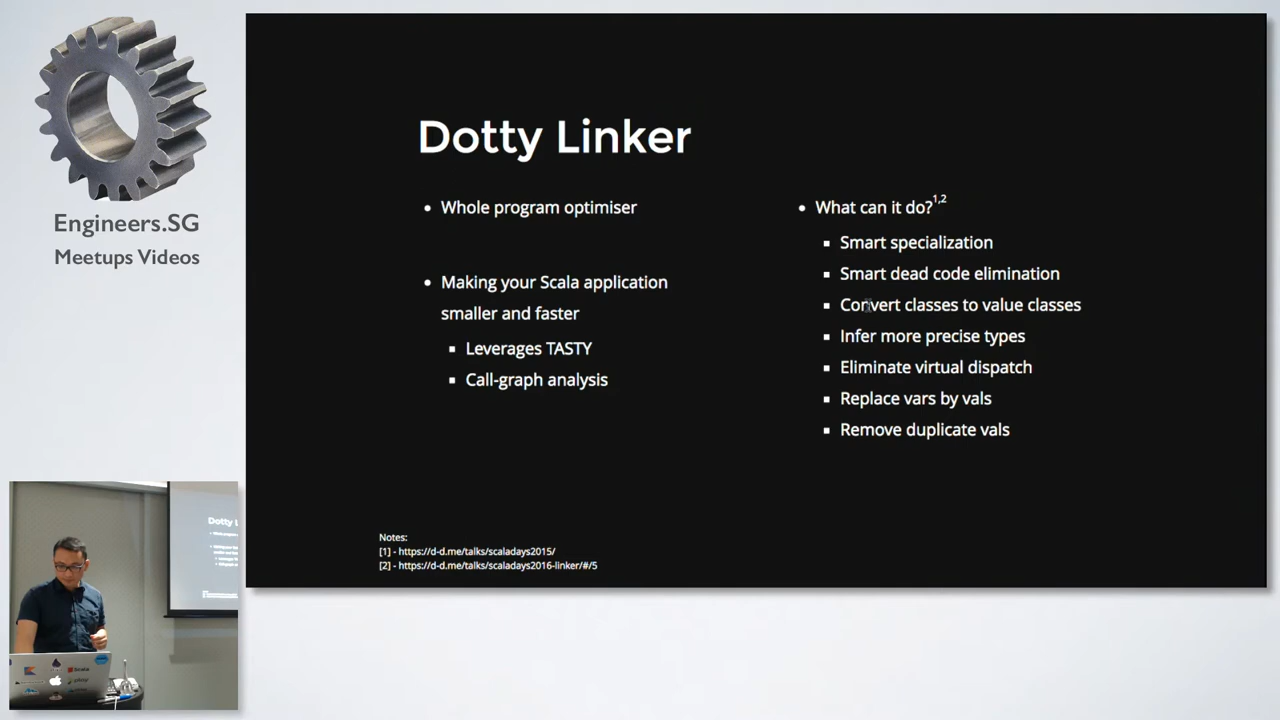 Engineers.SG
Meetups Videos
Dotty Linker
Whole program optimiser
Making your Scala application
smaller and faster
Leverages TASTY
Call-graph analysis
What can it do?1,2
Smart specialization
Smart dead code elimination
Convert classes to value classes
Infer more precise types
Eliminate virtual dispatch
Replace vars by vals
Remove duplicate vals
Notes:
[1] - https://d-d.me/talks/scaladays2015/
[2] - https://d-d.me/talks/scaladays2016-linker/#/5
Dotty L